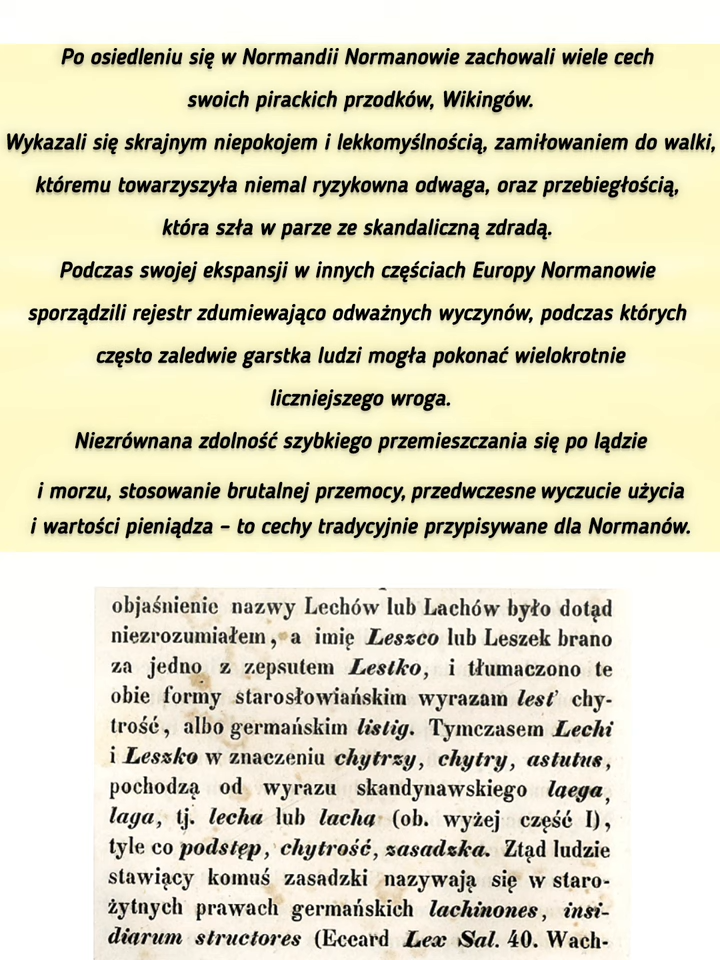 Po osiedleniu się w Normandii Normanowie zachowali wiele cech
swoich pirackich przodków, Wikingów.
Wykazali się skrajnym niepokojem i lekkomyślnością, zamiłowaniem do walki,
któremu towarzyszyła niemal ryzykowna odwaga, oraz przebiegłością,
która szła w parze ze skandaliczną zdradą.
Podczas swojej ekspansji w innych częściach Europy Normanowie
sporządzili rejestr zdumiewająco odważnych wyczynów, podczas których
często zaledwie garstka ludzi mogła pokonać wielokrotnie
liczniejszego wroga.
Niezrównana zdolność szybkiego przemieszczania się po lądzie
i morzu, stosowanie brutalnej przemocy, przedwczesne wyczucie użycia
i wartości pieniądza – to cechy tradycyjnie przypisywane dla Normanów.
objaśnienie nazwy Lechów lub Lachów było dotąd
niezrozumiałem, a imię Leszco lub Leszek brano
za jedno z zepsutem Lestko, i tłumaczono te
obie formy starosłowiańskim wyrazam lest' chy-
trość, albo germańskim listig. Tymczasem Lechi
i Leszko w znaczeniu chytrzy, chytry, astutus,
pochodzą od wyrazu skandynawskiego laega,
laga, tj. lecha lub lacha (ob. wyżej część I),
tyle co podstęp, chytrość, zasadzka. Ztąd ludzie
stawiący komuś zasadzki nazywają się w staro-
żytnych prawach germańskich lachinones, insi-
diarum structores (Eccard Lex Sal. 40. Wach-